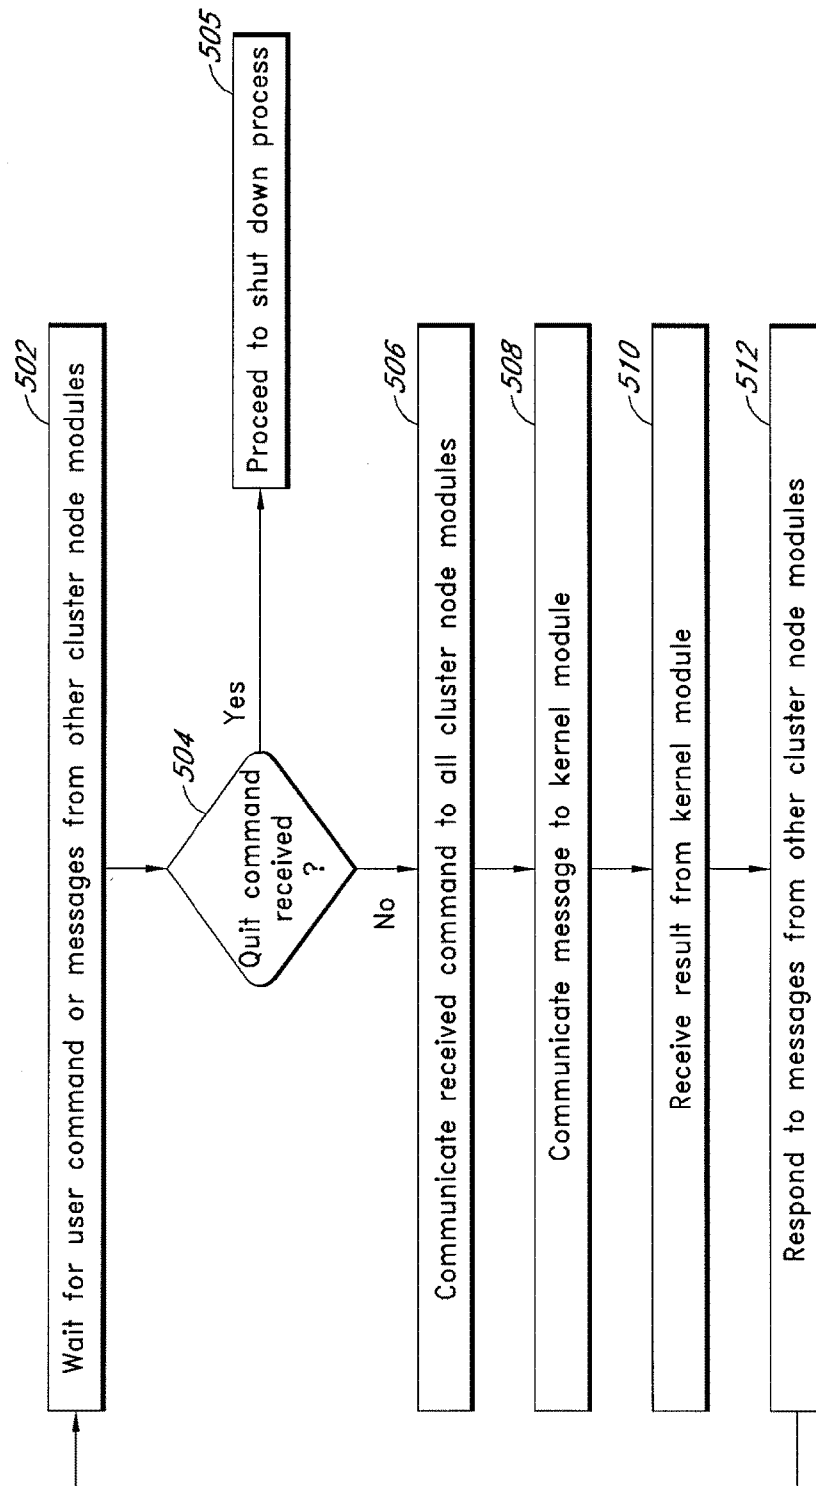 502
Wait for user command or messages from other cluster node modules
504
Quit command
received
?
Yes
505
Proceed to shut down process
No
506
Communicate received command to all cluster node modules
508
Communicate message to kernel module
510
Receive result from kernel module
512
Respond to messages from other cluster node modules